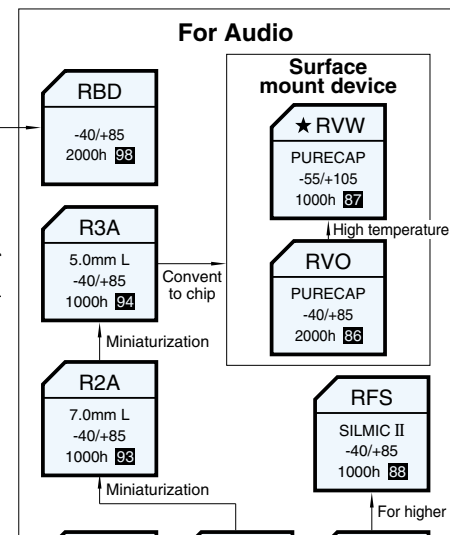 For Audio
RBD
-40/+85
2000h 98
Surface
mount device
★ RVW
PURECAP
-55/+105
1000h 87
High temperature
RVO
PURECAP
-40/+85
2000h 86
R3A
5.0mm L
-40/+85
1000h 94
Convent
to chip
Miniaturization
R2A
7.0mm L
-40/+85
1000h 93
Miniaturization
RFS
SILMIC II
-40/+85
1000h 88
For higher